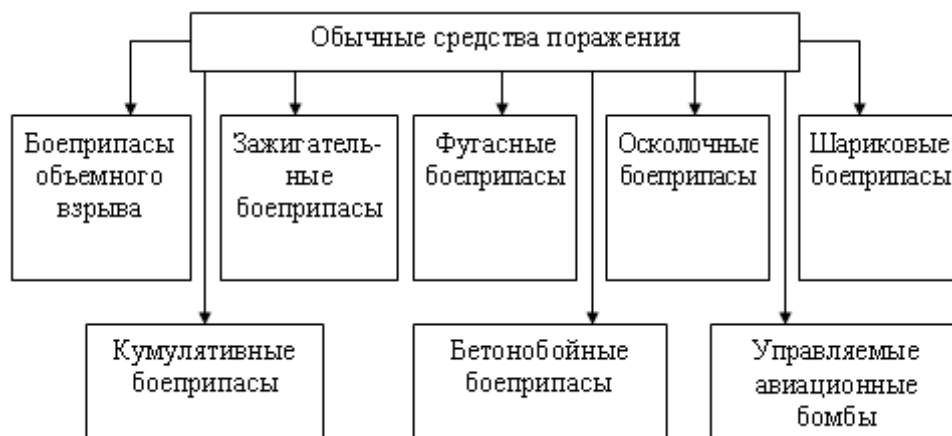 Обычные средства поражения
Боеприпасы
объемного
взрыва
Зажигатель-
ные
боеприпасы
Фугасные
боеприпасы
Осколочные
боеприпасы
Шариковые
боеприпасы
Кумулятивные
боеприпасы
Бетонобойные
боеприпасы
Управляемые
авиационные
бомбы